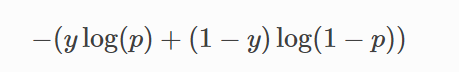 −(y log(p) + (1 − y) log(1 − p))